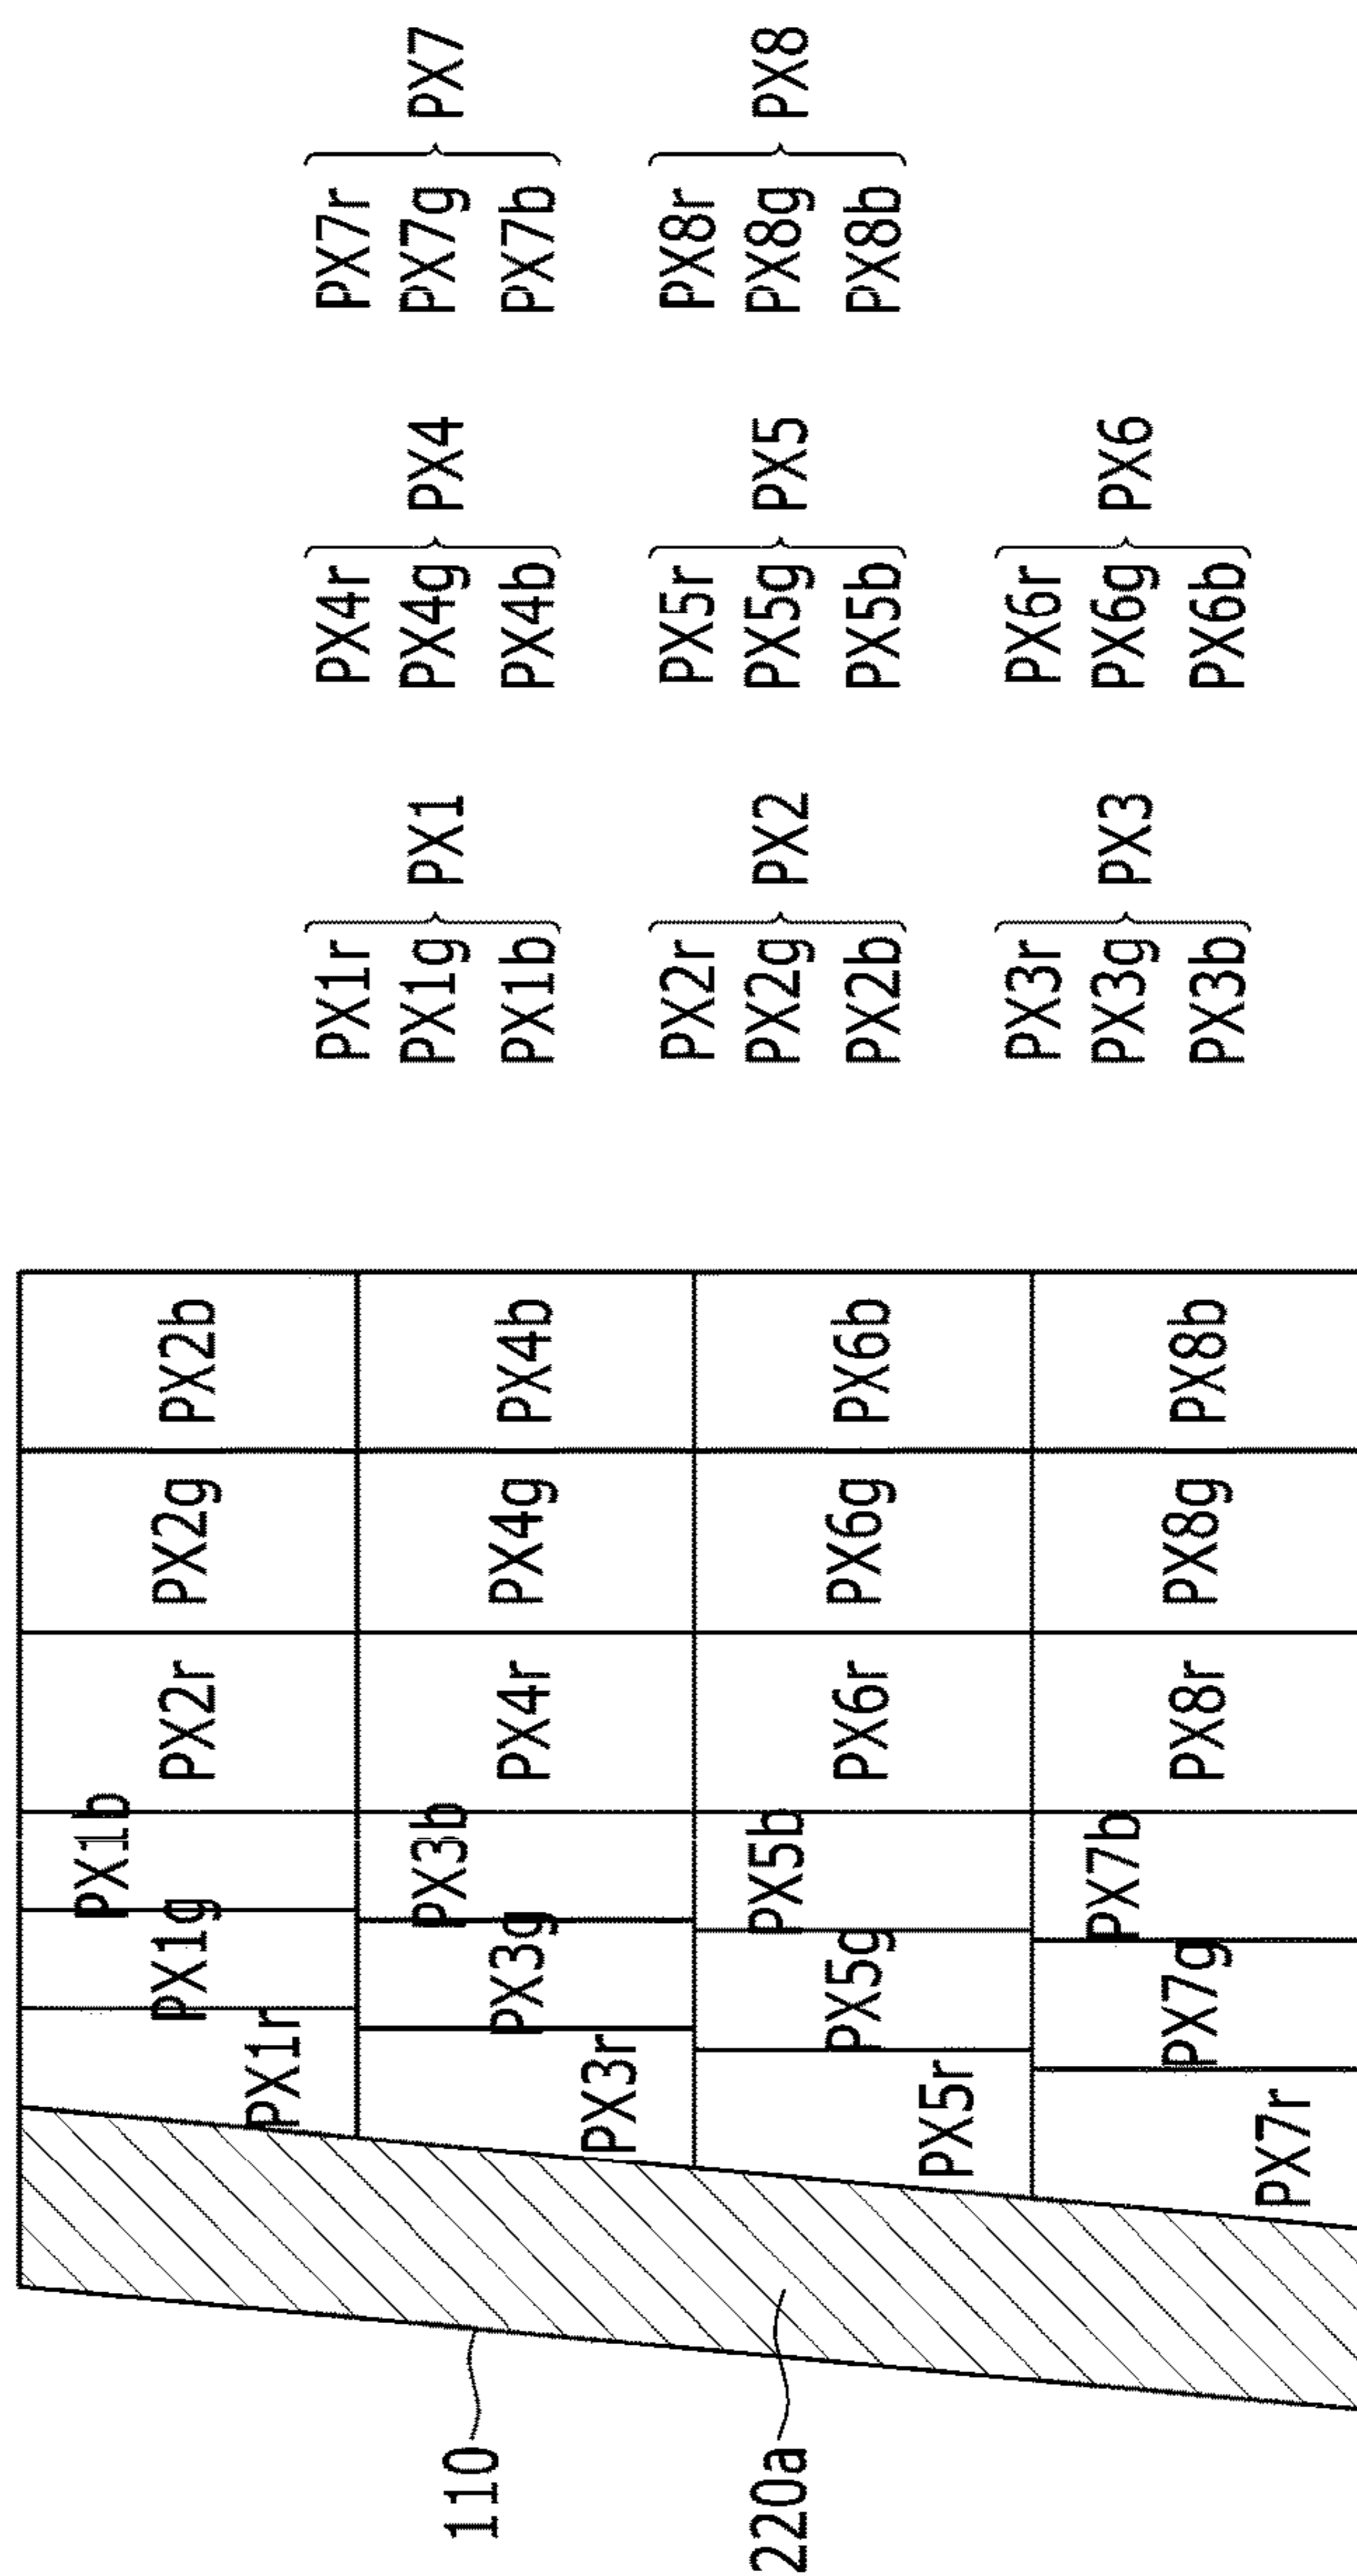 110
220a
PX1r PX1g PX1b PX2r PX2g PX2b
PX3r PX3g PX3b PX4r PX4g PX4b
PX5r PX5g PX5b PX6r PX6g PX6b
PX7r PX7g PX7b PX8r PX8g PX8b
PX1r
PX1g PX1
PX1b
PX2r
PX2g PX2
PX2b
PX3r
PX3g PX3
PX3b
PX4r
PX4g PX4
PX4b
PX5r
PX5g PX5
PX5b
PX6r
PX6g PX6
PX6b
PX7r
PX7g PX7
PX7b
PX8r
PX8g PX8
PX8b